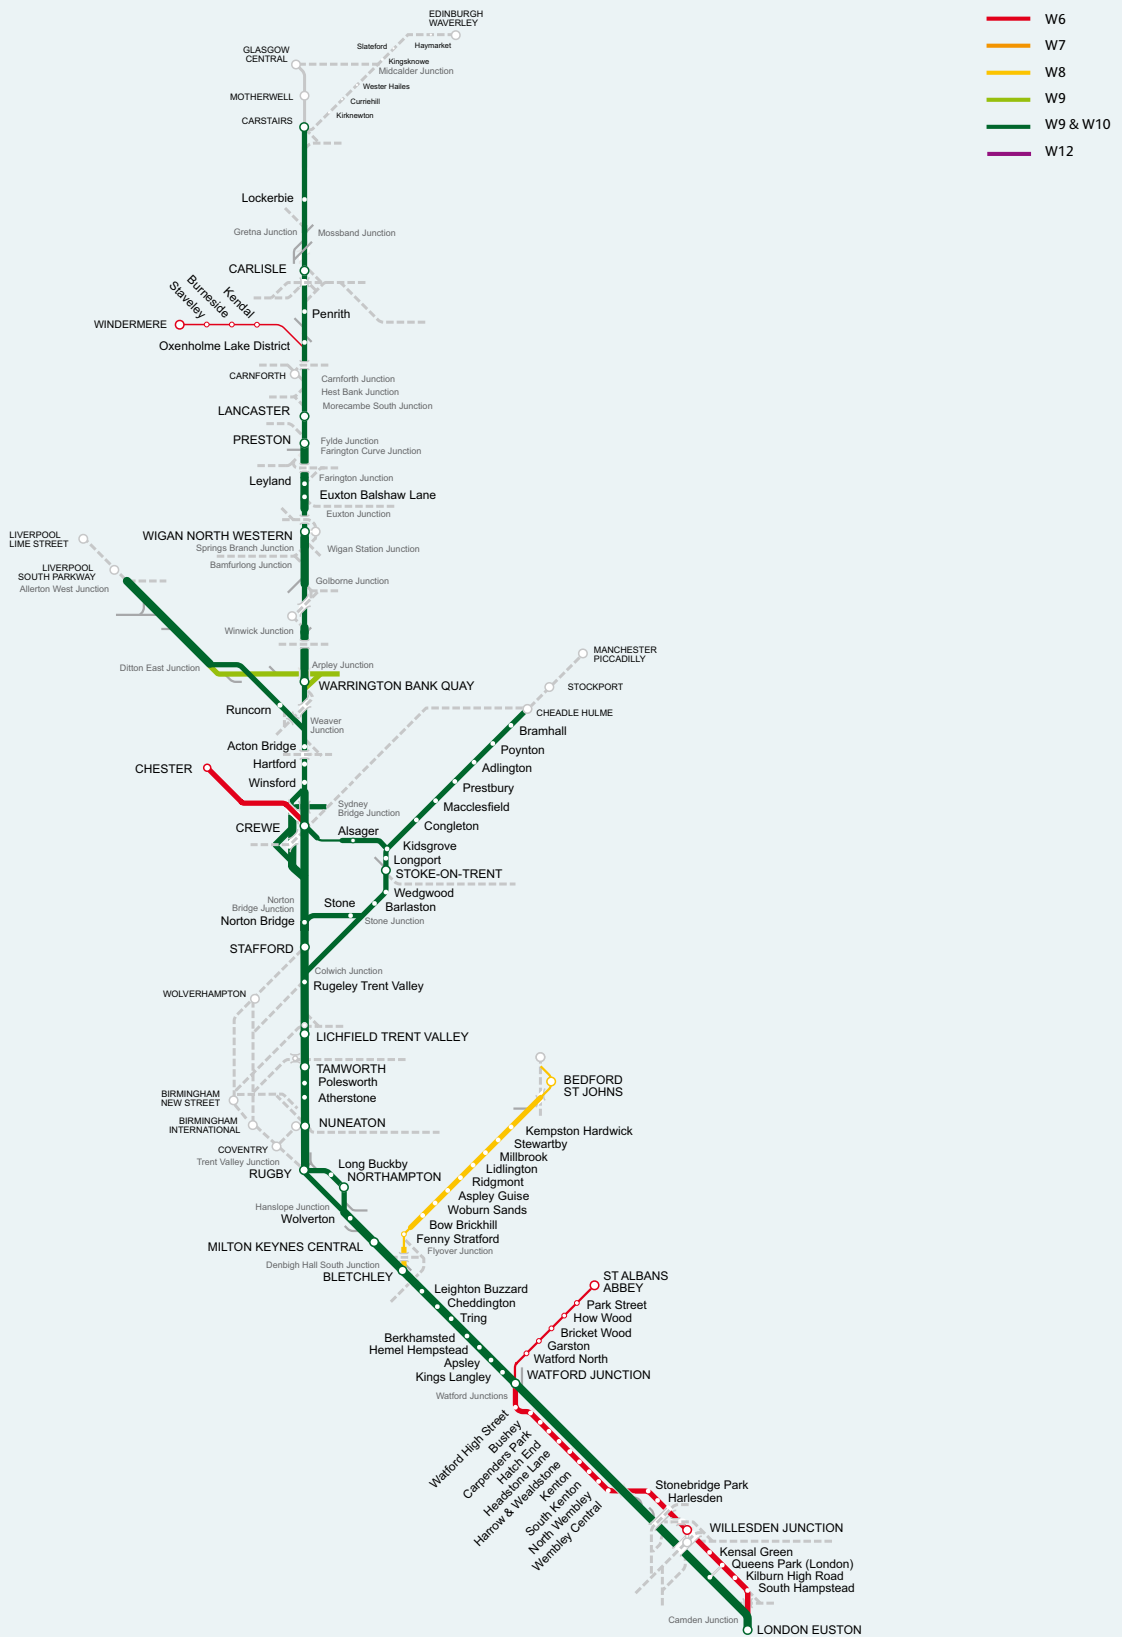 EDINBURGH
WAVERLEY
W6
W7
W8
W9
W9 & W10
W12
Slateford
Haymarket
GLASGOW
CENTRAL
Kingsknowe
Midcalder Junction
Wester Hailes
MOTHERWELL
Curriehill
Kirknewton
CARSTAIRS
Lockerbie
Gretna Junction
Mossband Junction
CARLISLE
Staveley
Burneside
Kendal
Penrith
WINDERMERE
Oxenholme Lake District
CARNFORTH
Carnforth Junction
Hest Bank Junction
Morecambe South Junction
LANCASTER
PRESTON
Fylde Junction
Farington Curve Junction
Leyland
Farington Junction
Euxton Balshaw Lane
Euxton Junction
WIGAN NORTH WESTERN
LIVERPOOL
LIME STREET
Springs Branch Junction
Wigan Station Junction
Bamfurlong Junction
LIVERPOOL
SOUTH PARKWAY
Allerton West Junction
Golborne Junction
Winwick Junction
MANCHESTER
PICCADILLY
Ditton East Junction
Arpley Junction
WARRINGTON BANK QUAY
STOCKPORT
Runcorn
CHEADLE HULME
Weaver
Junction
Bramhall
Acton Bridge
Poynton
Hartford
CHESTER
Adlington
Winsford
Prestbury
Sydney
Bridge Junction
Macclesfield
CREWE
Alsager
Congleton
Kidsgrove
Longport
STOKE-ON-TRENT
Wedgwood
Norton
Bridge Junction
Stone
Barlaston
Norton Bridge
Stone Junction
STAFFORD
Colwich Junction
Rugeley Trent Valley
WOLVERHAMPTON
LICHFIELD TRENT VALLEY
TAMWORTH
Polesworth
Atherstone
BEDFORD
ST JOHNS
BIRMINGHAM
NEW STREET
BIRMINGHAM
INTERNATIONAL
NUNEATON
Kempston Hardwick
Stewartby
COVENTRY
Millbrook
Trent Valley Junction
Long Buckby
Lidlington
RUGBY
NORTHAMPTON
Ridgmont
Aspley Guise
Hanslope Junction
Woburn Sands
Wolverton
Bow Brickhill
Fenny Stratford
MILTON KEYNES CENTRAL
Flyover Junction
Denbigh Hall South Junction
BLETCHLEY
ST ALBANS
ABBEY
Leighton Buzzard
Cheddington
Park Street
Tring
How Wood
Berkhamsted
Bricket Wood
Hemel Hempstead
Garston
Apsley
Watford North
Kings Langley
WATFORD JUNCTION
Watford Junctions
Watford High Street
Bushey
Carpenders Park
Hatch End
Headstone Lane
Harrow & Wealdstone
Kenton
South Kenton
North Wembley
Wembley Central
Stonebridge Park
Harlesden
WILLESDEN JUNCTION
Kensal Green
Queens Park (London)
Kilburn High Road
South Hampstead
Camden Junction
LONDON EUSTON